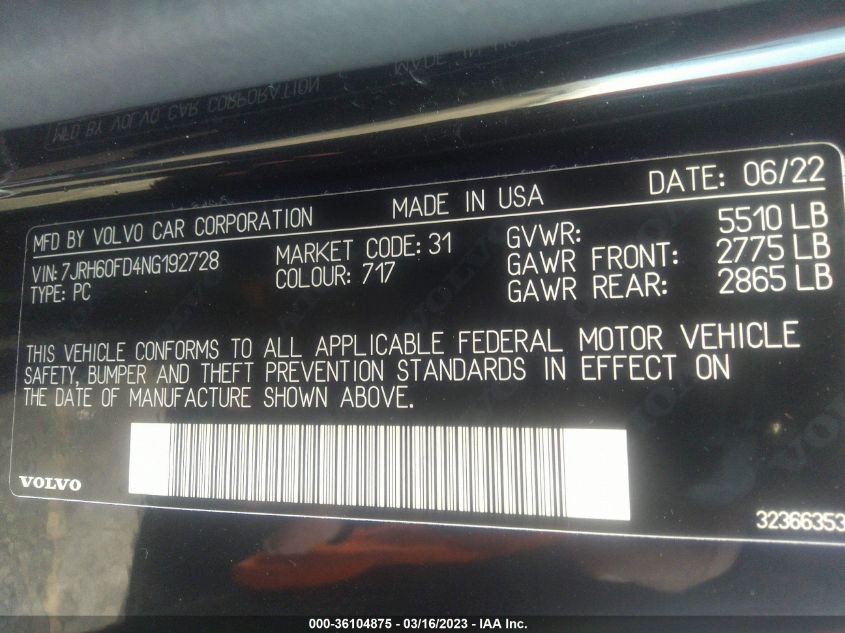 MFD BY VOLVO CAR CORPORATION MADE IN USA DATE: 06/22
VIN: 7JRH60FD4NG192728 MARKET CODE: 31 GVWR: 5510 LB
TYPE: PC COLOUR: 717 GAWR FRONT: 2775 LB
GAWR REAR: 2865 LB
THIS VEHICLE CONFORMS TO ALL APPLICABLE FEDERAL MOTOR VEHICLE
SAFETY, BUMPER AND THEFT PREVENTION STANDARDS IN EFFECT ON
THE DATE OF MANUFACTURE SHOWN ABOVE.
VOLVO
32366353
000-36104875 - 03/16/2023 - IAA Inc.